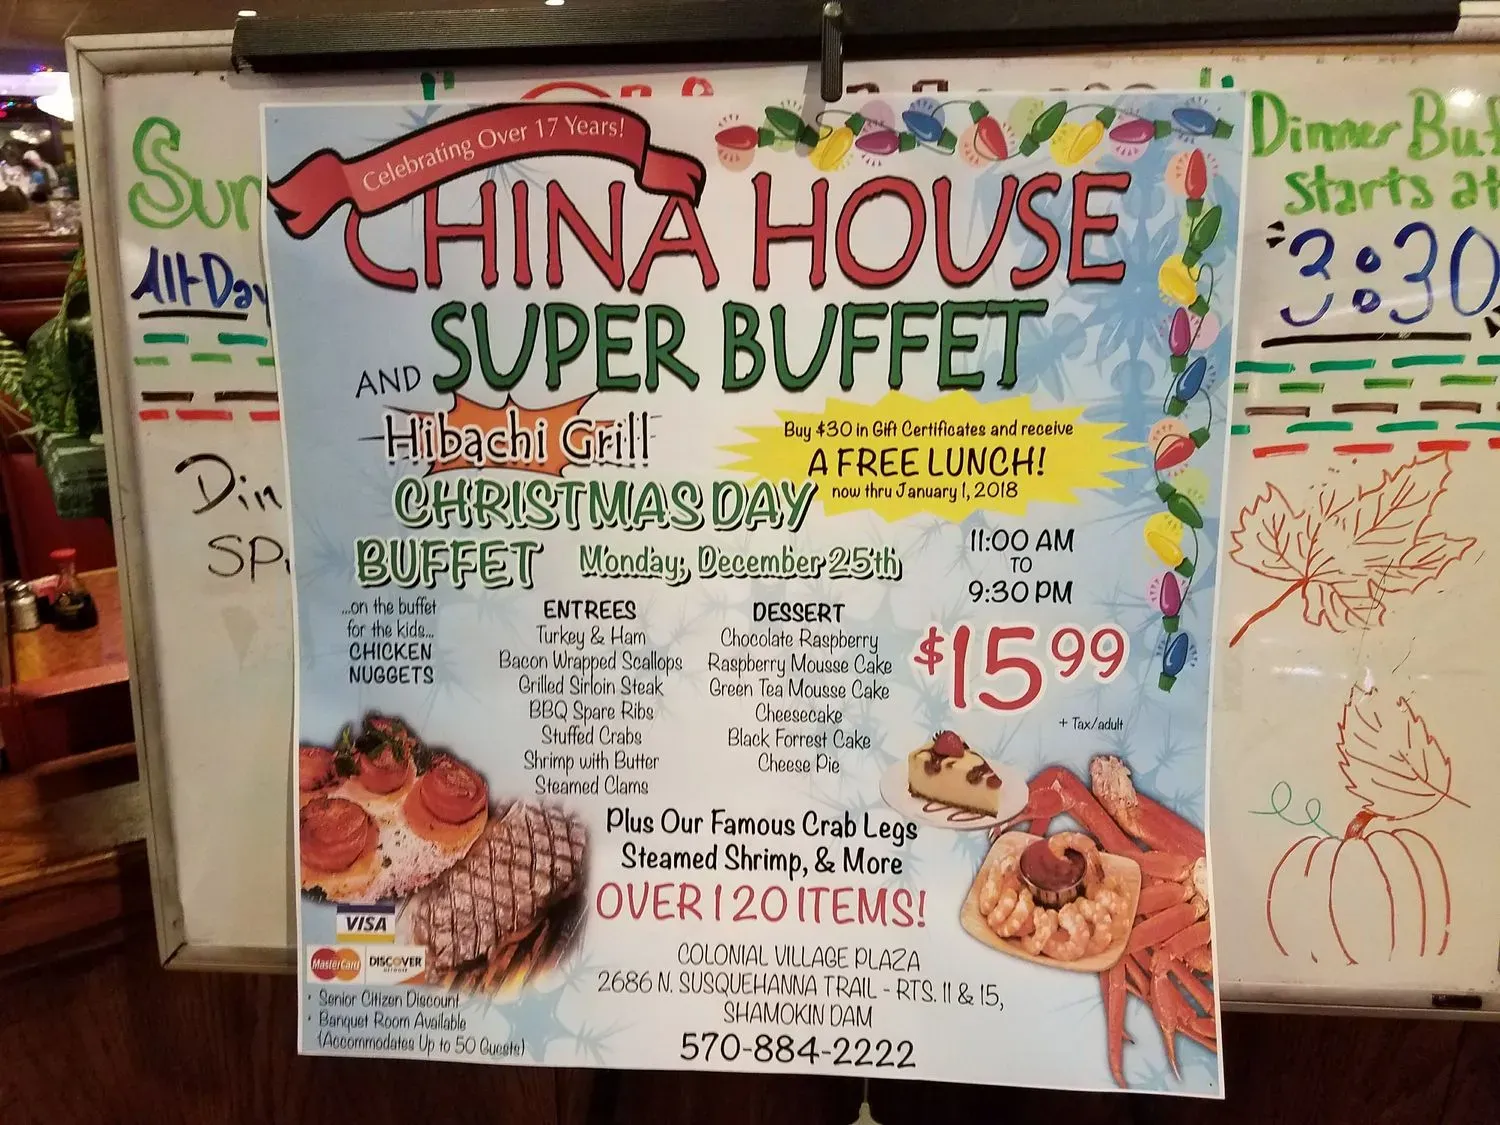 Celebrating Over 17 Years!
CHINA HOUSE
AND SUPER BUFFET
Hibachi Grill
Buy $30 in Gift Certificates and receive
A FREE LUNCH!
now thru January 1, 2018
CHRISTMAS DAY
BUFFET Monday, December 25th
11:00 AM
TO
9:30 PM
...on the buffet
for the kids...
CHICKEN
NUGGETS
ENTREES
Turkey & Ham
Bacon Wrapped Scallops
Grilled Sirloin Steak
BBQ Spare Ribs
Stuffed Crabs
Shrimp with Butter
Steamed Clams
DESSERT
Chocolate Raspberry
Raspberry Mousse Cake
Green Tea Mousse Cake
Cheesecake
Black Forrest Cake
Cheese Pie
$15 99
+ Tax/adult
Plus Our Famous Crab Legs
Steamed Shrimp, & More
OVER 120 ITEMS!
VISA
MasterCard
DISCOVER
NETWORK
• Senior Citizen Discount
• Banquet Room Available
(Accommodates Up to 50 Guests)
COLONIAL VILLAGE PLAZA
2686 N. SUSQUEHANNA TRAIL - RTS. 11 & 15,
SHAMOKIN DAM
570-884-2222
Sun
All-Day
Din
SP
Dinner Buf
starts at
3:30